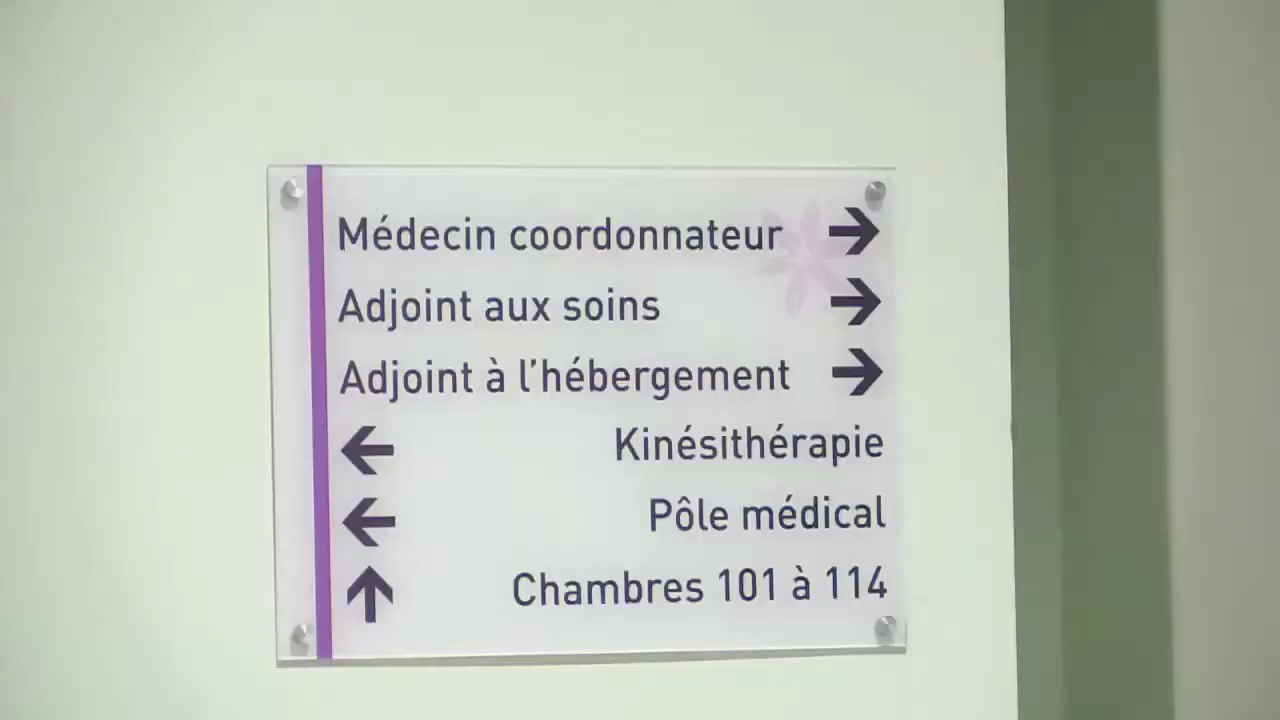 Médecin coordonnateur →
Adjoint aux soins →
Adjoint à l'hébergement →
← Kinésithérapie
← Pôle médical
↑ Chambres 101 à 114